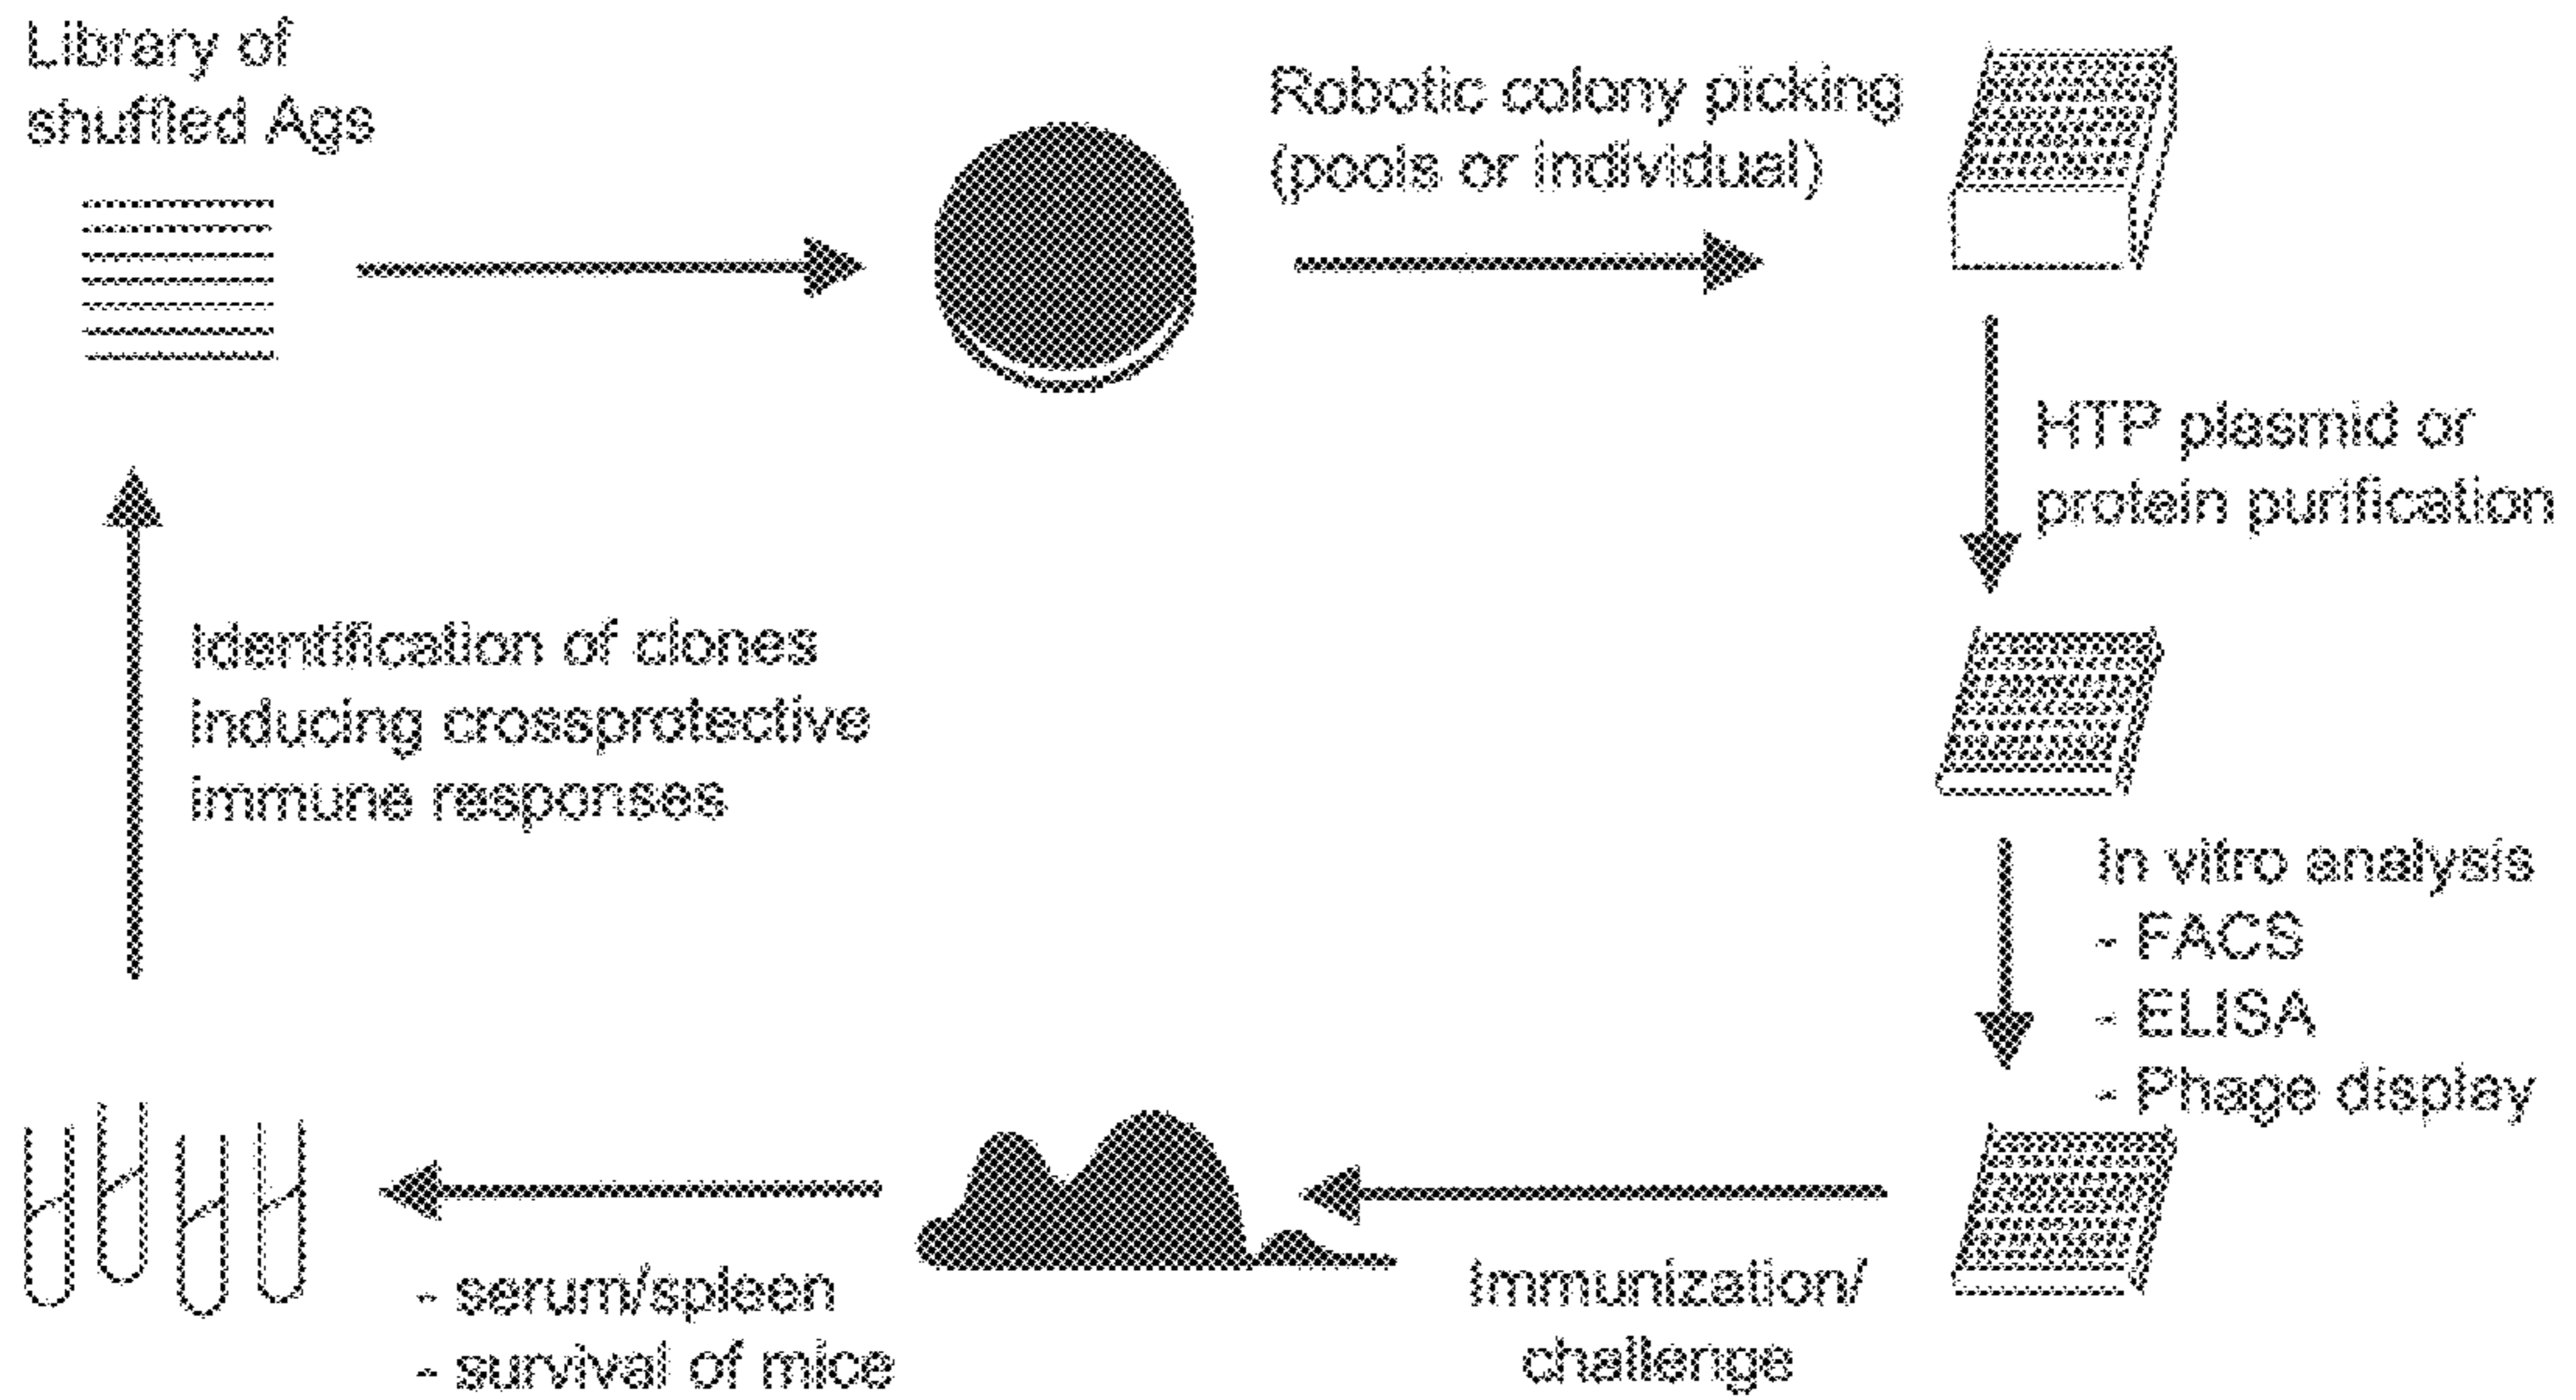 Library of
shuffled Ags
Robotic colony picking
(pools or individual)
HTP plasmid or
protein purification
In vitro analysis
- FACS
- ELISA
- Phage display
Immunization/
challenge
- serum/spleen
- survival of mice
Identification of clones
inducing crossprotective
immune responses